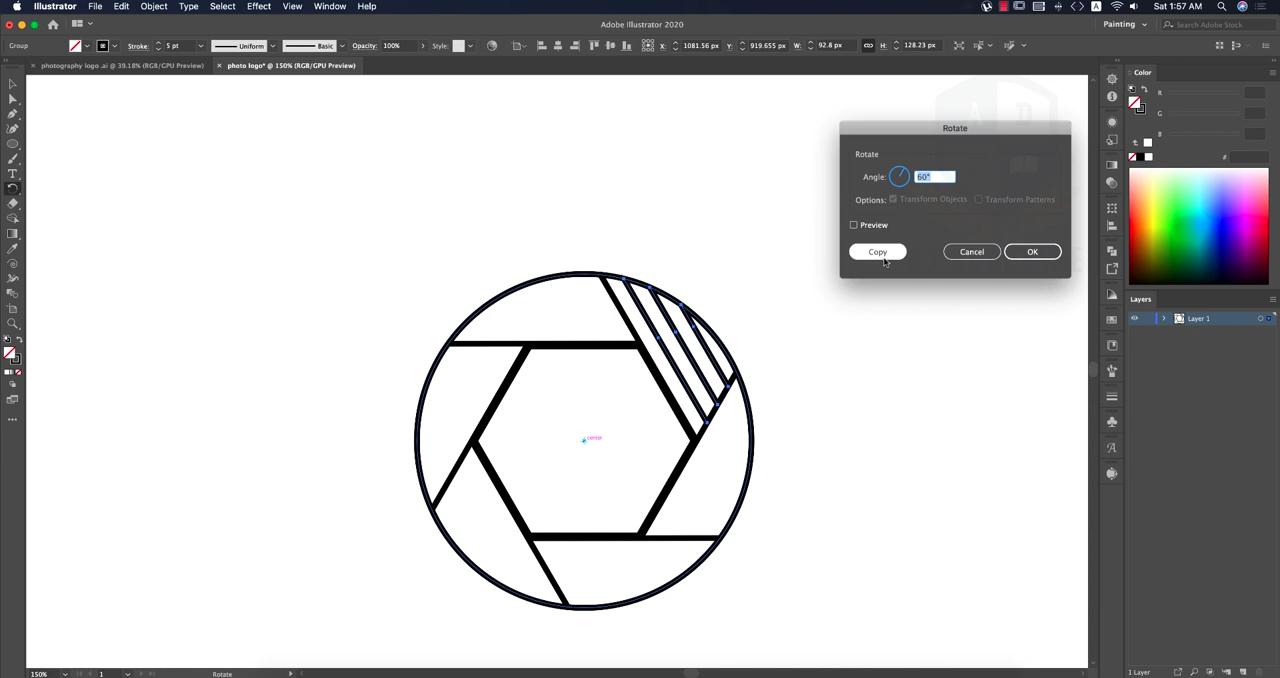 Illustrator File Edit Object Type Select Effect View Window Help A Sat 1:57 AM
Adobe Illustrator 2020 Painting Search Adobe Stock
Group Stroke: 5 pt Uniform Basic Opacity: 100% Style: X: 1081.56 px Y: 919.655 px W: 92.8 px H: 128.23 px
× photography logo .ai @ 39.18% (RGB/GPU Preview) × photo logo* @ 150% (RGB/GPU Preview)
Color
R
G
B
#
A D
Rotate
Rotate
Angle: 60°
Options: Transform Objects Transform Patterns
Preview
Copy Cancel OK
Layers
Layer 1
center
150% 1 Rotate 1 Layer